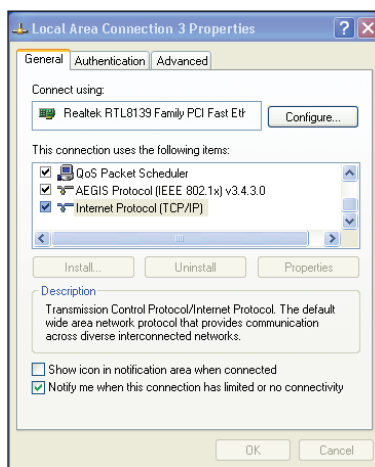 Local Area Connection 3 Properties
General Authentication Advanced
Connect using:
Realtek RTL8139 Family PCI Fast Eth
Configure...
This connection uses the following items:
QoS Packet Scheduler
AEGIS Protocol (IEEE 802.1x) v3.4.3.0
Internet Protocol (TCP/IP)
Install... Uninstall Properties
Description
Transmission Control Protocol/Internet Protocol. The default
wide area network protocol that provides communication
across diverse interconnected networks.
Show icon in notification area when connected
Notify me when this connection has limited or no connectivity
OK Cancel